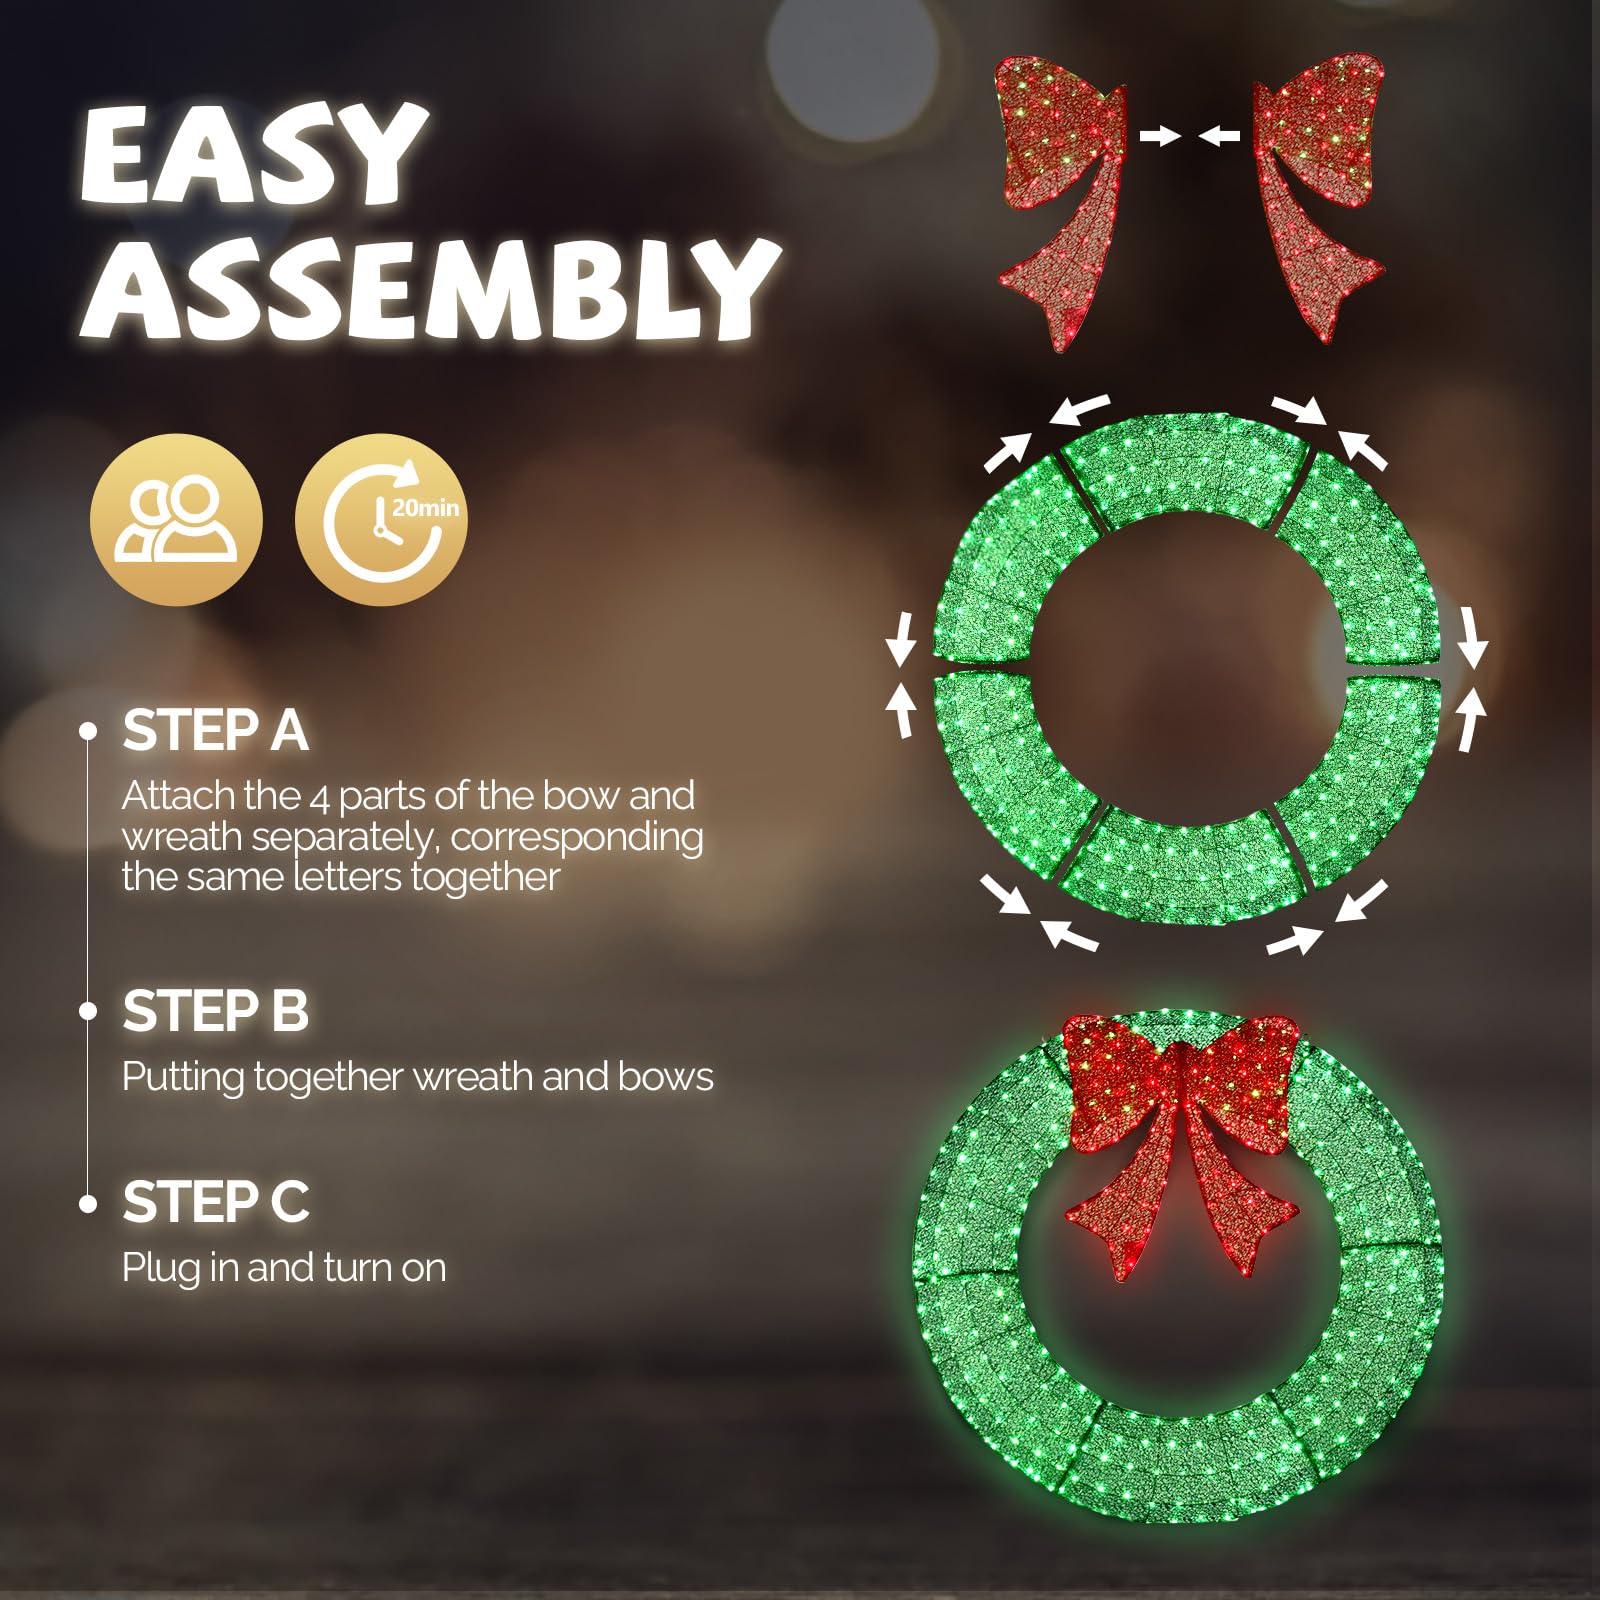 EASY
ASSEMBLY
20min
STEP A
Attach the 4 parts of the bow and
wreath separately, corresponding
the same letters together
STEP B
Putting together wreath and bows
STEP C
Plug in and turn on